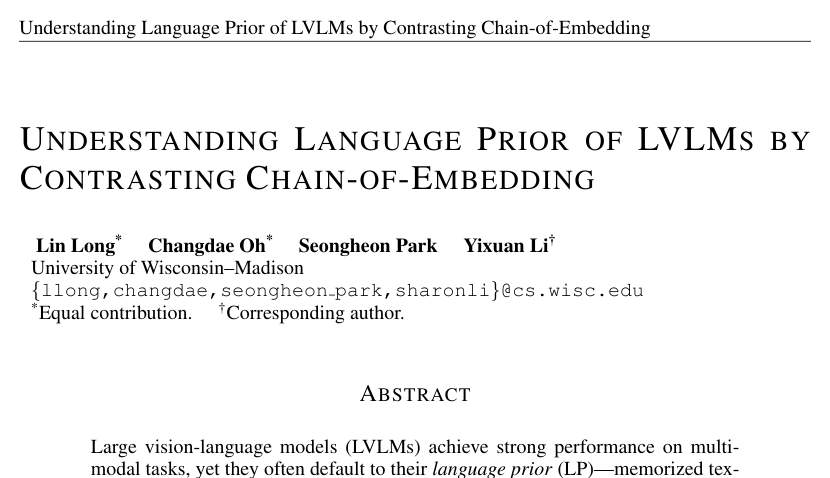 Understanding Language Prior of LVLMs by Contrasting Chain-of-Embedding
UNDERSTANDING LANGUAGE PRIOR OF LVLMS BY
CONTRASTING CHAIN-OF-EMBEDDING
Lin Long* Changdae Oh* Seongheon Park Yixuan Li†
University of Wisconsin–Madison
{llong,changdae,seongheon_park,sharonli}@cs.wisc.edu
*Equal contribution. †Corresponding author.
ABSTRACT
Large vision-language models (LVLMs) achieve strong performance on multi-
modal tasks, yet they often default to their language prior (LP)—memorized tex-